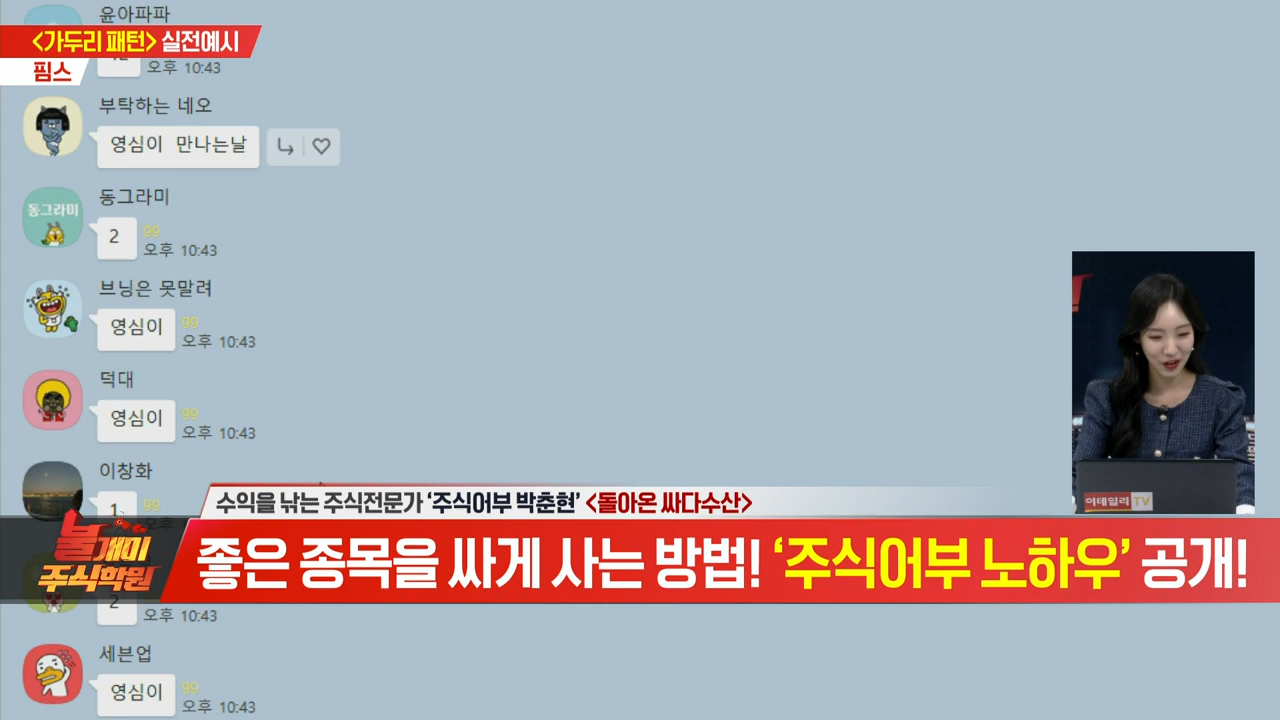 윤아파파
<가두리 패턴> 실전예시
핌스
오후 10:43
부탁하는 네오
영심이 만나는날
동그라미
동그라미
2
99
오후 10:43
브닝은 못말려
영심이
99
오후 10:43
덕대
영심이
99
오후 10:43
이창화
1
99
오후
수익을 낚는 주식전문가 '주식어부 박춘현' <돌아온 싸다수산>
불개미
주식학원
좋은 종목을 싸게 사는 방법! '주식어부 노하우' 공개!
이데일리TV
2
오후 10:43
세븐업
영심이
99
오후 10:43